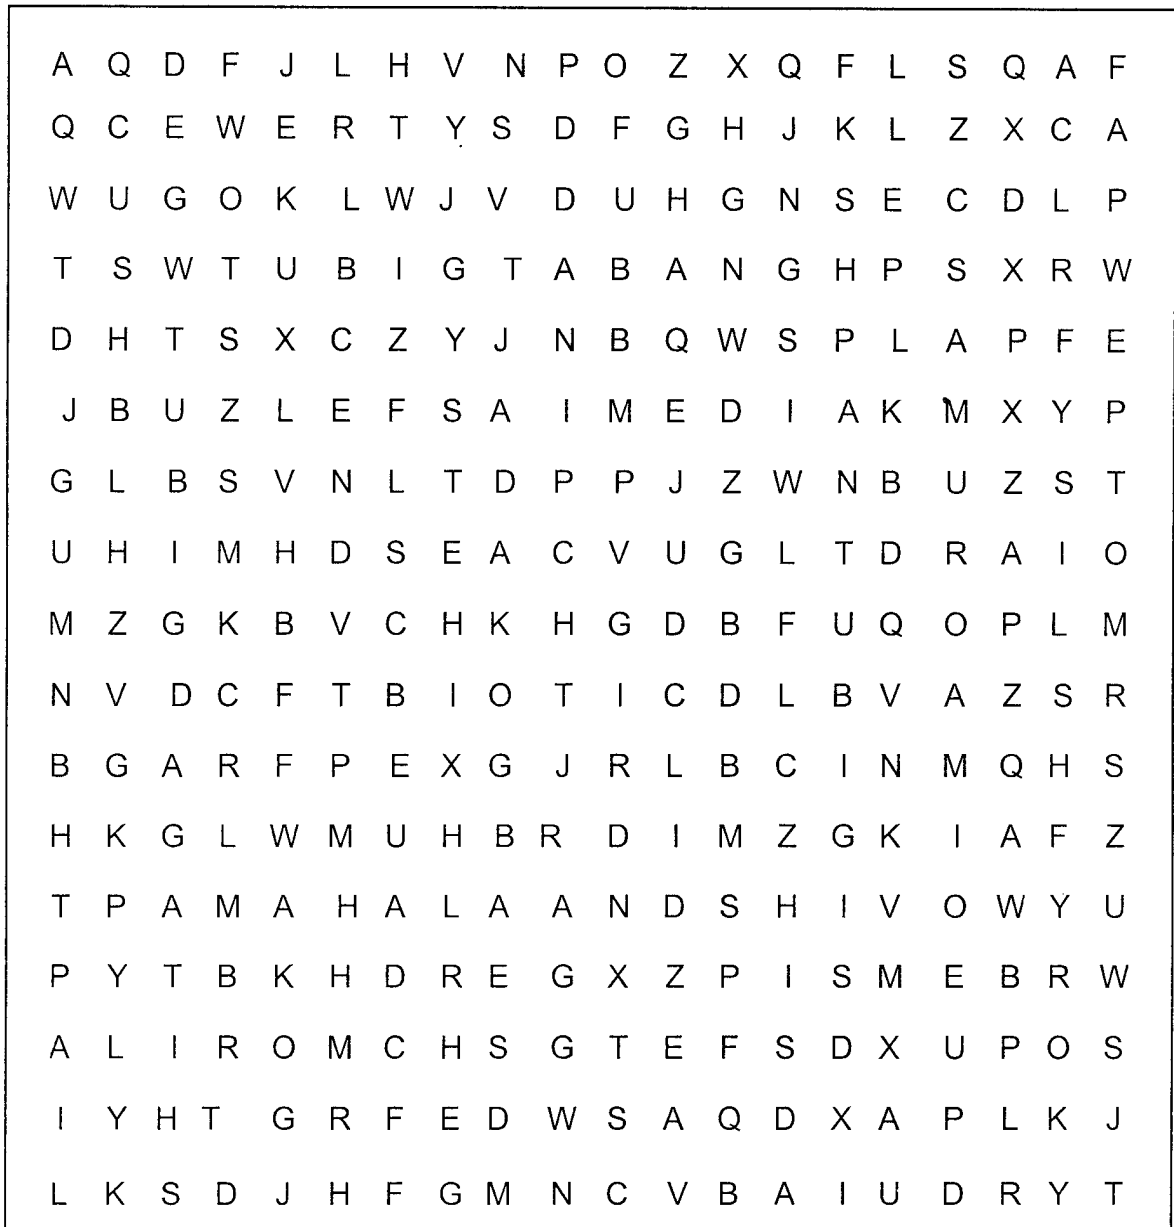 A Q D F J L H V N P O Z X Q F L S Q A F
Q C E W E R T Y S D F G H J K L Z X C A
W U G O K L W J V D U H G N S E C D L P
T S W T U B I G T A B A N G H P S X R W
D H T S X C Z Y J N B Q W S P L A P F E
J B U Z L E F S A I M E D I A K M X Y P
G L B S V N L T D P P J Z W N B U Z S T
U H I M H D S E A C V U G L T D R A I O
M Z G K B V C H K H G D B F U Q O P L M
N V D C F T B I O T I C D L B V A Z S R
B G A R F P E X G J R L B C I N M Q H S
H K G L W M U H B R D I M Z G K I A F Z
T P A M A H A L A A N D S H I V O W Y U
P Y T B K H D R E G X Z P I S M E B R W
A L I R O M C H S G T E F S D X U P O S
I Y H T G R F E D W S A Q D X A P L K J
L K S D J H F G M N C V B A I U D R Y T